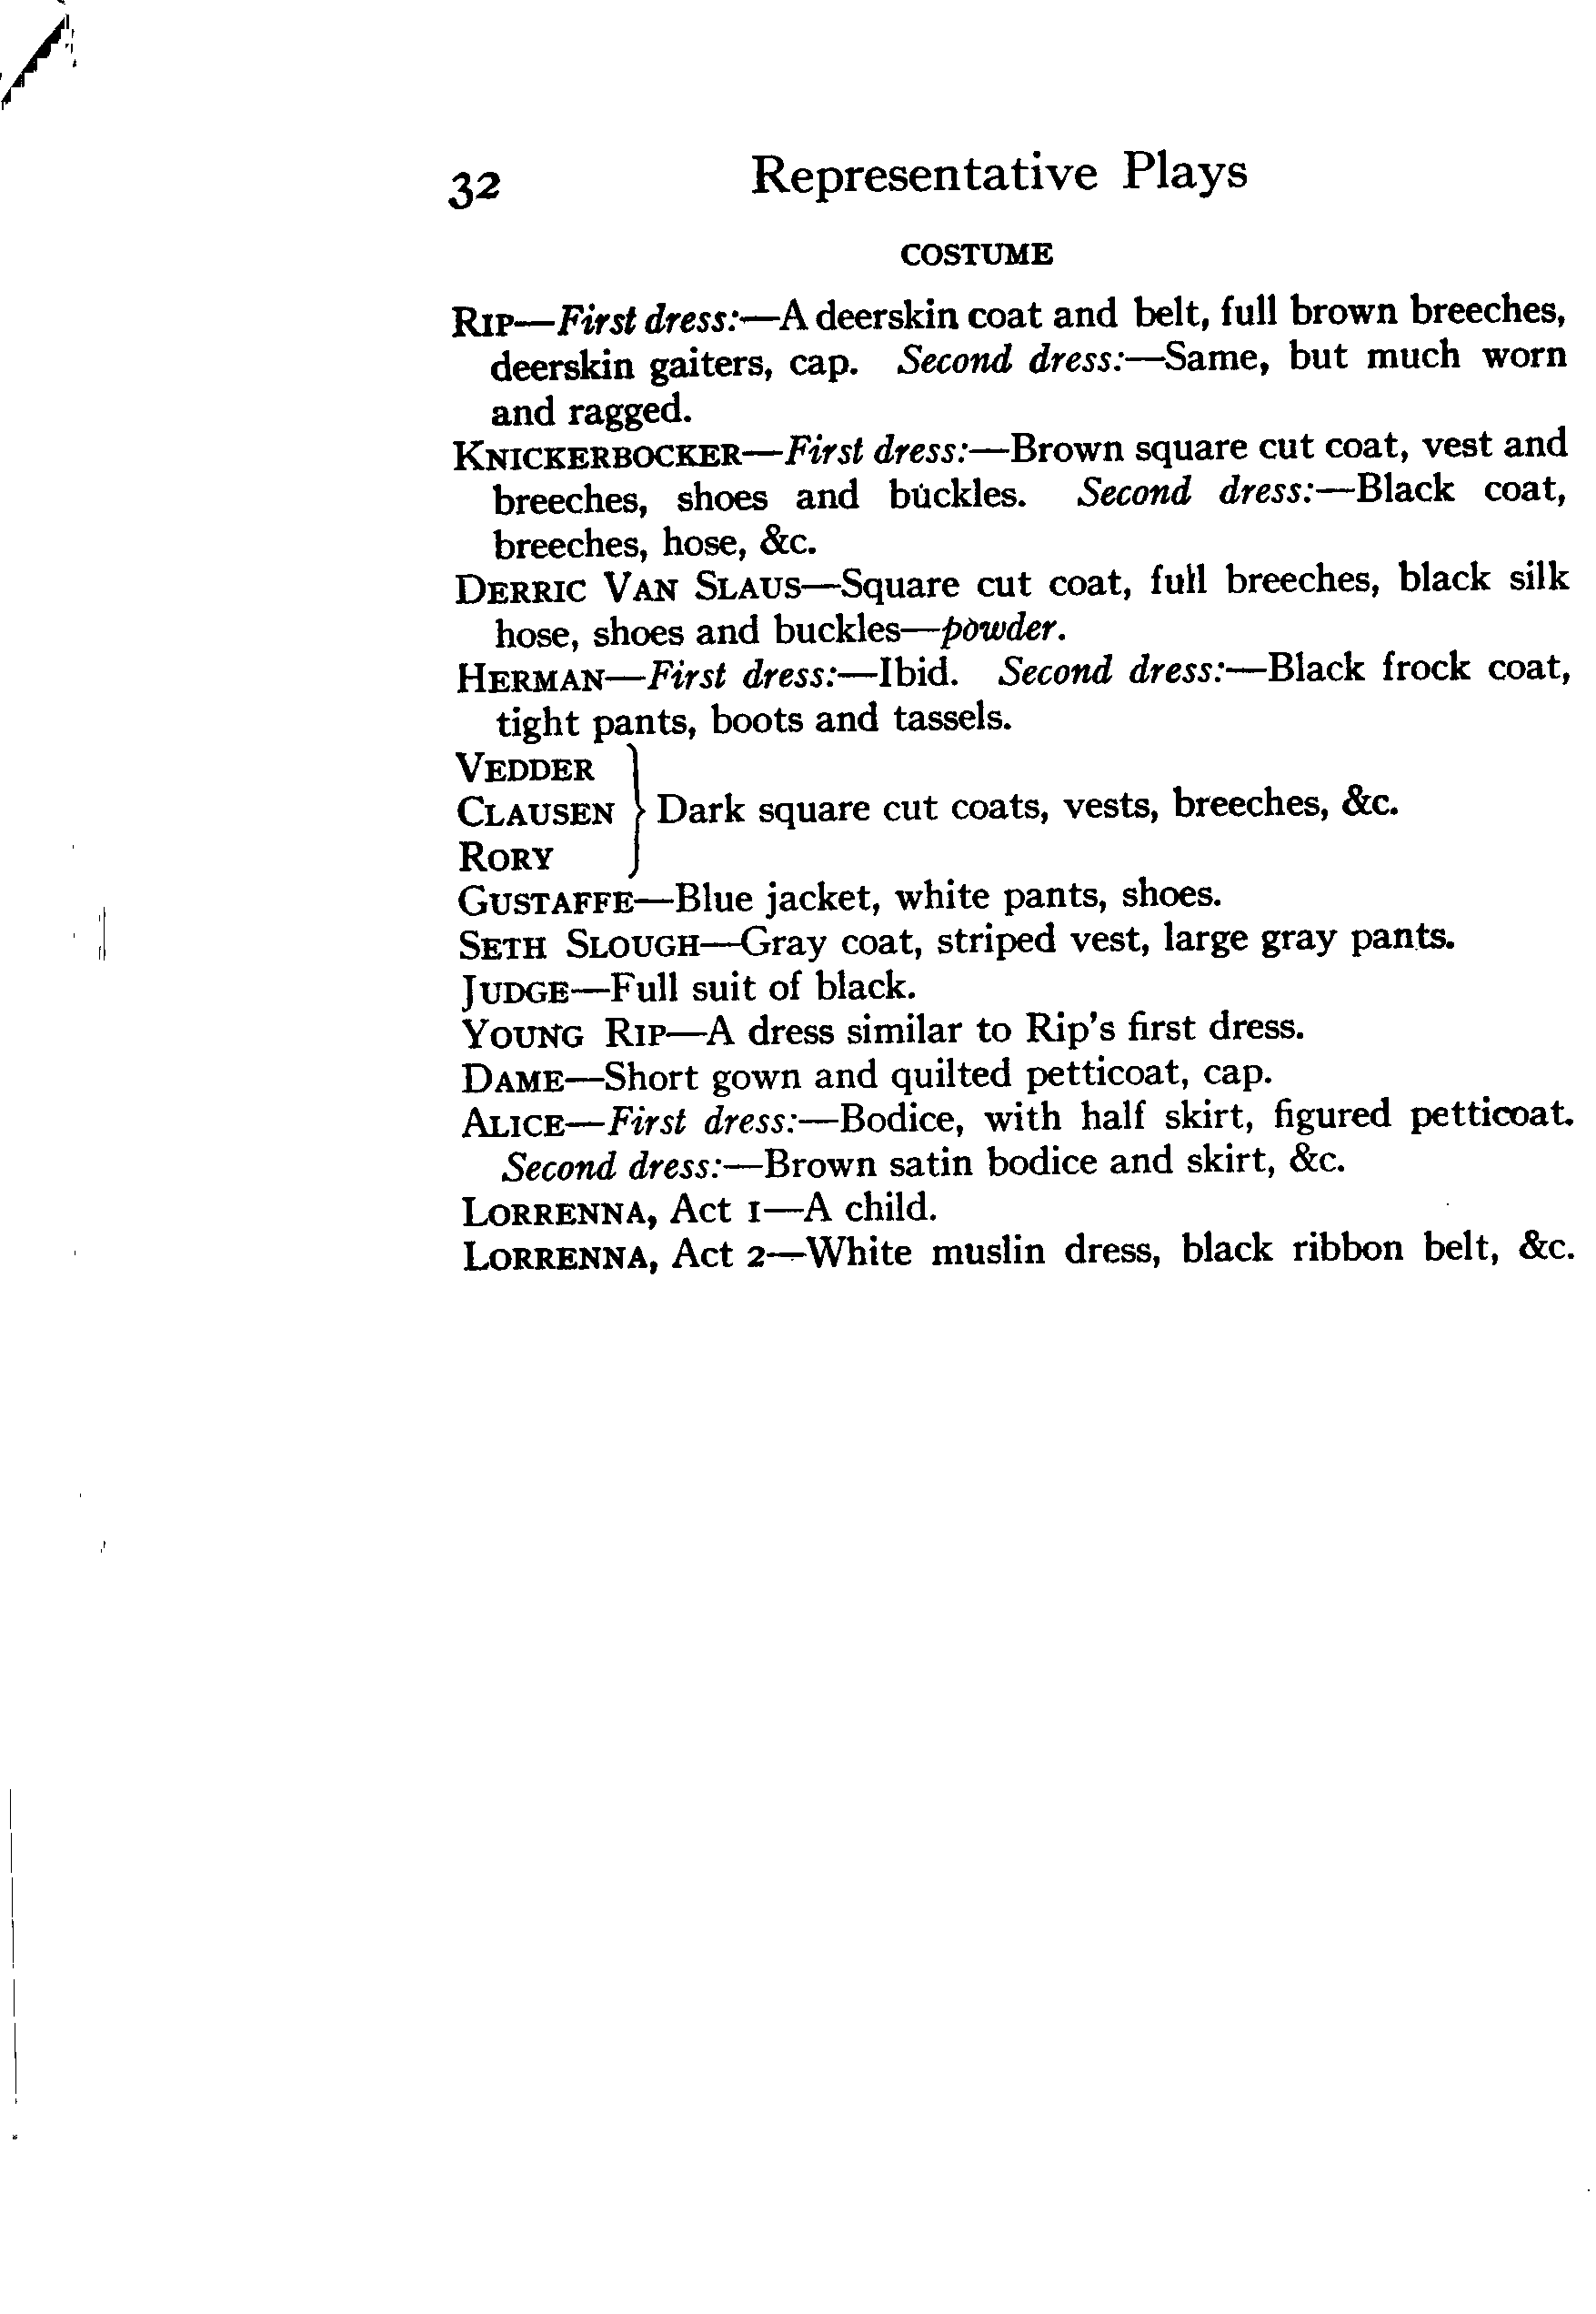 32 Representative Plays
COSTUME
RIP—First dress:—A deerskin coat and belt, full brown breeches,
deerskin gaiters, cap. Second dress:—Same, but much worn
and ragged.
KNICKERBOCKER—First dress:—Brown square cut coat, vest and
breeches, shoes and buckles. Second dress:—Black coat,
breeches, hose, &c.
DERRIC VAN SLAUS—Square cut coat, full breeches, black silk
hose, shoes and buckles—powder.
HERMAN—First dress:—Ibid. Second dress:—Black frock coat,
tight pants, boots and tassels.
VEDDER
CLAUSEN } Dark square cut coats, vests, breeches, &c.
RORY
GUSTAFFE—Blue jacket, white pants, shoes.
SETH SLOUGH—Gray coat, striped vest, large gray pants.
JUDGE—Full suit of black.
YOUNG RIP—A dress similar to Rip's first dress.
DAME—Short gown and quilted petticoat, cap.
ALICE—First dress:—Bodice, with half skirt, figured petticoat.
Second dress:—Brown satin bodice and skirt, &c.
LORRENNA, Act 1—A child.
LORRENNA, Act 2—White muslin dress, black ribbon belt, &c.